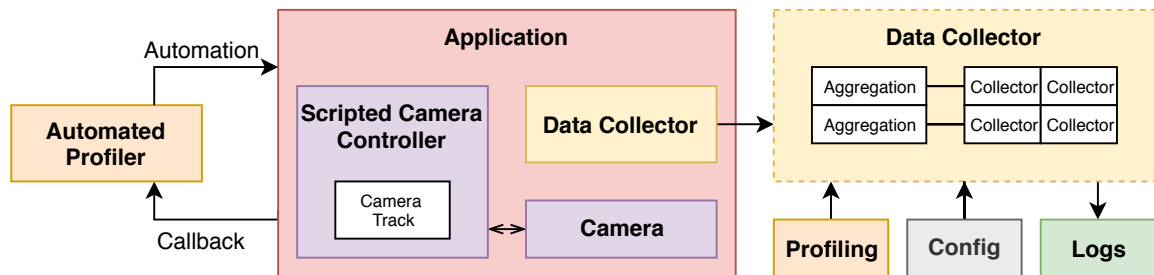 Automation
Automated
Profiler
Callback
Application
Scripted Camera
Controller
Camera
Track
Data Collector
Camera
Data Collector
Aggregation Collector Collector
Aggregation Collector Collector
Profiling
Config
Logs